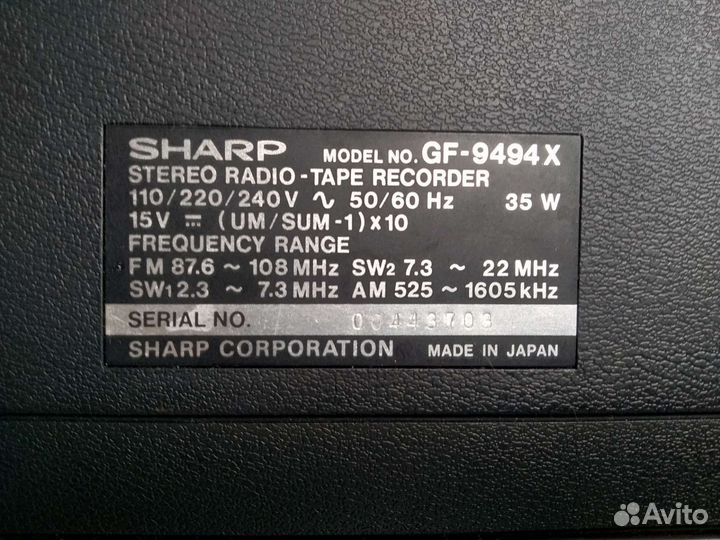 SHARP MODEL NO. GF-9494X
STEREO RADIO-TAPE RECORDER
110/220/240V ∿ 50/60 Hz 35 W
15V ⎓ (UM/SUM-1)X10
FREQUENCY RANGE
FM 87.6 ~ 108 MHz SW2 7.3 ~ 22 MHz
SW1 2.3 ~ 7.3 MHz AM 525 ~ 1605 kHz
SERIAL NO. 00443703
SHARP CORPORATION MADE IN JAPAN
Avito